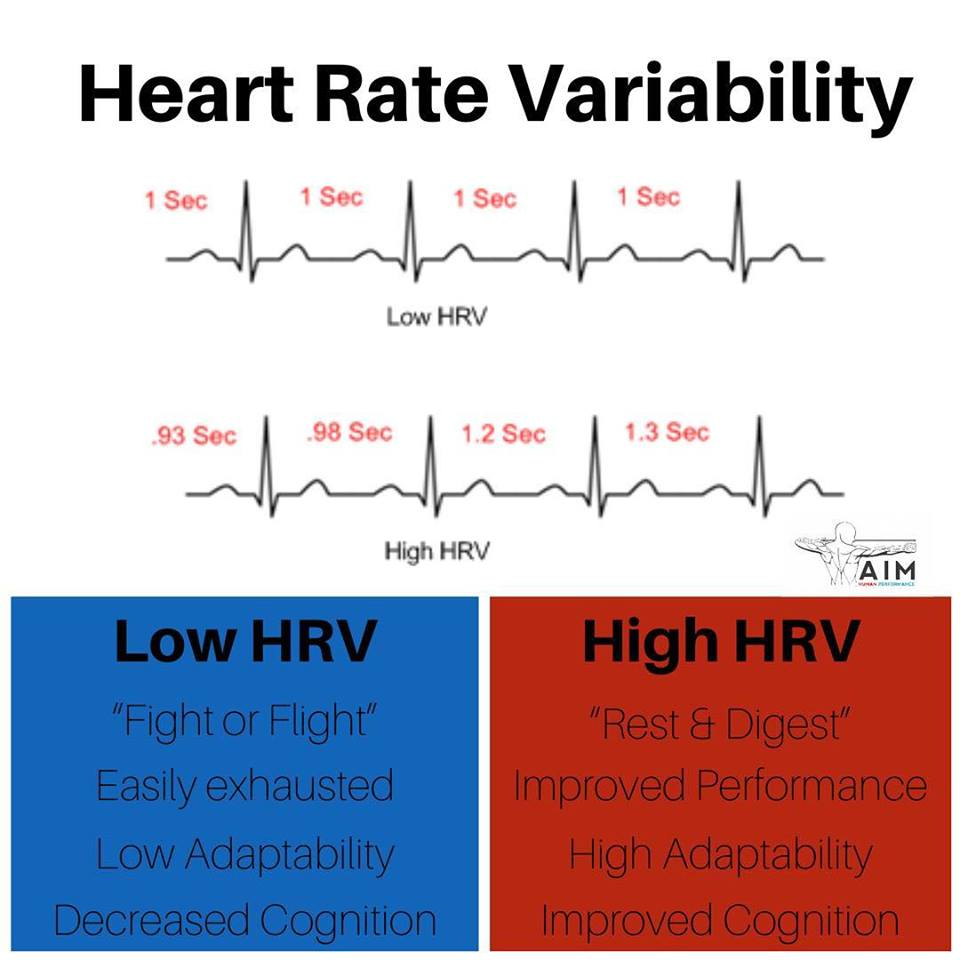 Heart Rate Variability
1 Sec 1 Sec 1 Sec 1 Sec
Low HRV
.93 Sec .98 Sec 1.2 Sec 1.3 Sec
High HRV
AIM
HUMAN PERFORMANCE
Low HRV
“Fight or Flight”
Easily exhausted
Low Adaptability
Decreased Cognition
High HRV
“Rest & Digest”
Improved Performance
High Adaptability
Improved Cognition